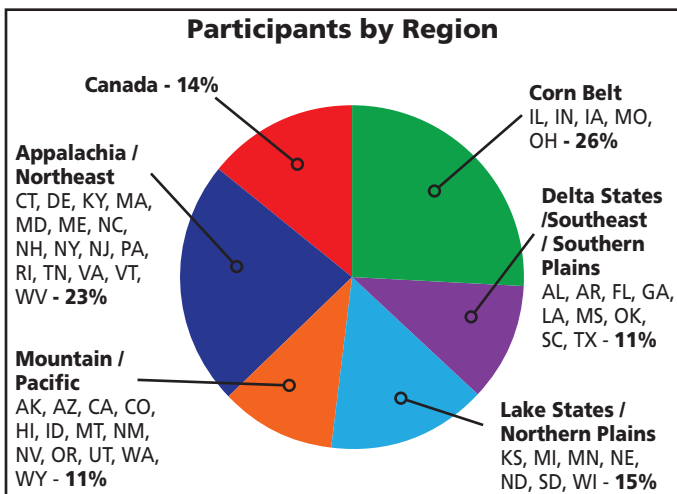 Participants by Region
Canada - 14%
Corn Belt
IL, IN, IA, MO,
OH - 26%
Appalachia /
Northeast
CT, DE, KY, MA,
MD, ME, NC,
NH, NY, NJ, PA,
RI, TN, VA, VT,
WV - 23%
Delta States
/Southeast
/ Southern
Plains
AL, AR, FL, GA,
LA, MS, OK,
SC, TX - 11%
Mountain /
Pacific
AK, AZ, CA, CO,
HI, ID, MT, NM,
NV, OR, UT, WA,
WY - 11%
Lake States /
Northern Plains
KS, MI, MN, NE,
ND, SD, WI - 15%